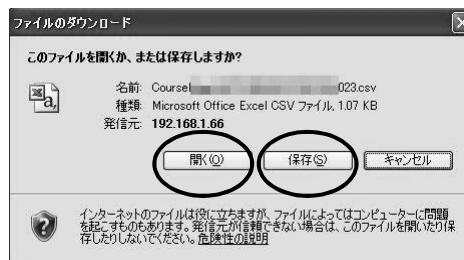 ファイルのダウンロード
このファイルを開くか、または保存しますか?
名前: Coursel 023.csv
種類: Microsoft Office Excel CSV ファイル, 1.07 KB
発信元: 192.168.1.66
開く(O) 保存(S) キャンセル
インターネットのファイルは役に立ちますが、ファイルによってはコンピューターに問題
を起こすものもあります。発信元が信頼できない場合は、このファイルを開いたり保
存したりしないでください。危険性の説明